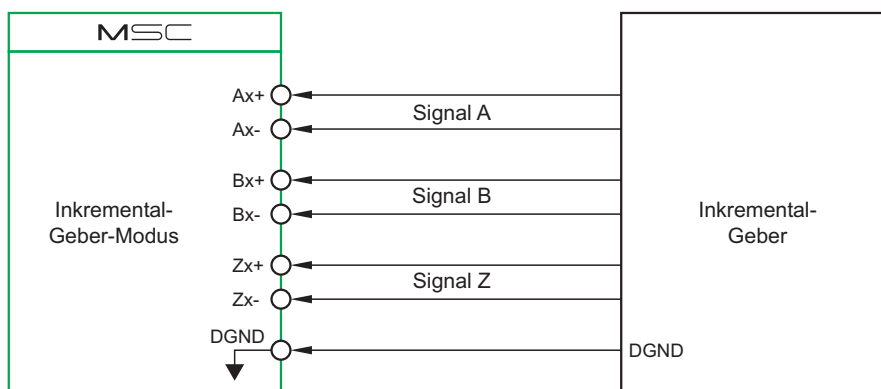 MSC
Ax+
Signal A
Ax-
Bx+
Signal B
Bx-
Inkremental-
Geber-Modus
Inkremental-
Geber
Zx+
Signal Z
Zx-
DGND
DGND